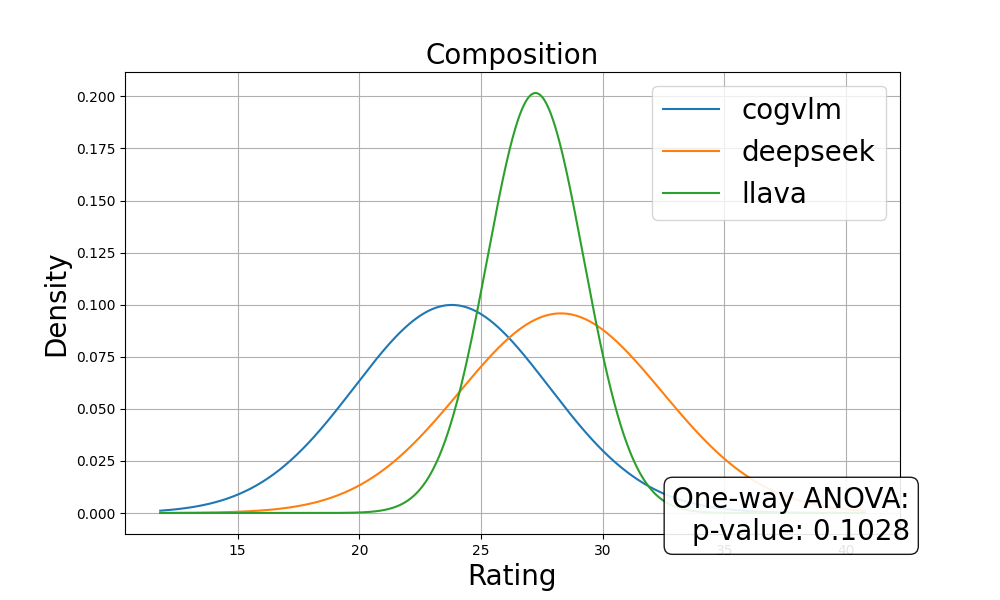 Composition
cogvlm
deepseek
llava
Density
0.200
0.175
0.150
0.125
0.100
0.075
0.050
0.025
0.000
One-way ANOVA:
p-value: 0.1028
15
20
25
30
35
40
Rating